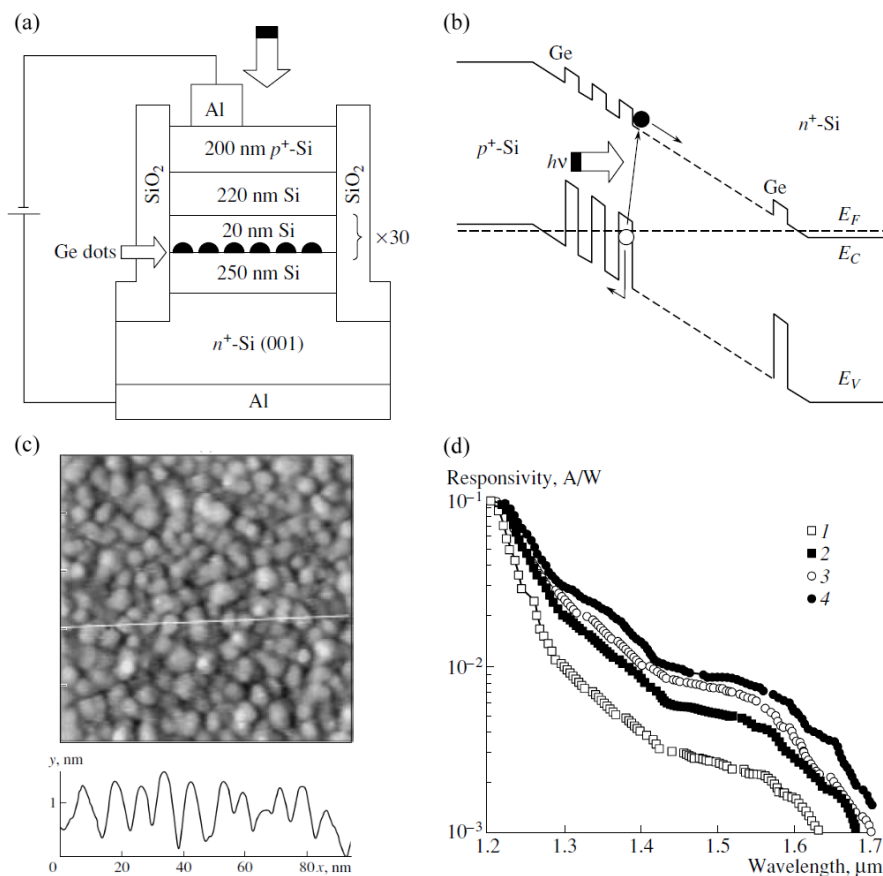 (a)
Al
200 nm p⁺-Si
220 nm Si
20 nm Si
×30
Ge dots
250 nm Si
SiO₂
SiO₂
n⁺-Si (001)
Al
(b)
Ge
n⁺-Si
p⁺-Si
hν
Ge
E_F
E_C
E_V
(c)
y, nm
1
0 20 40 60 80 x, nm
(d)
Responsivity, A/W
10⁻¹
1
2
3
4
10⁻²
10⁻³
1.2 1.3 1.4 1.5 1.6 1.7
Wavelength, μm